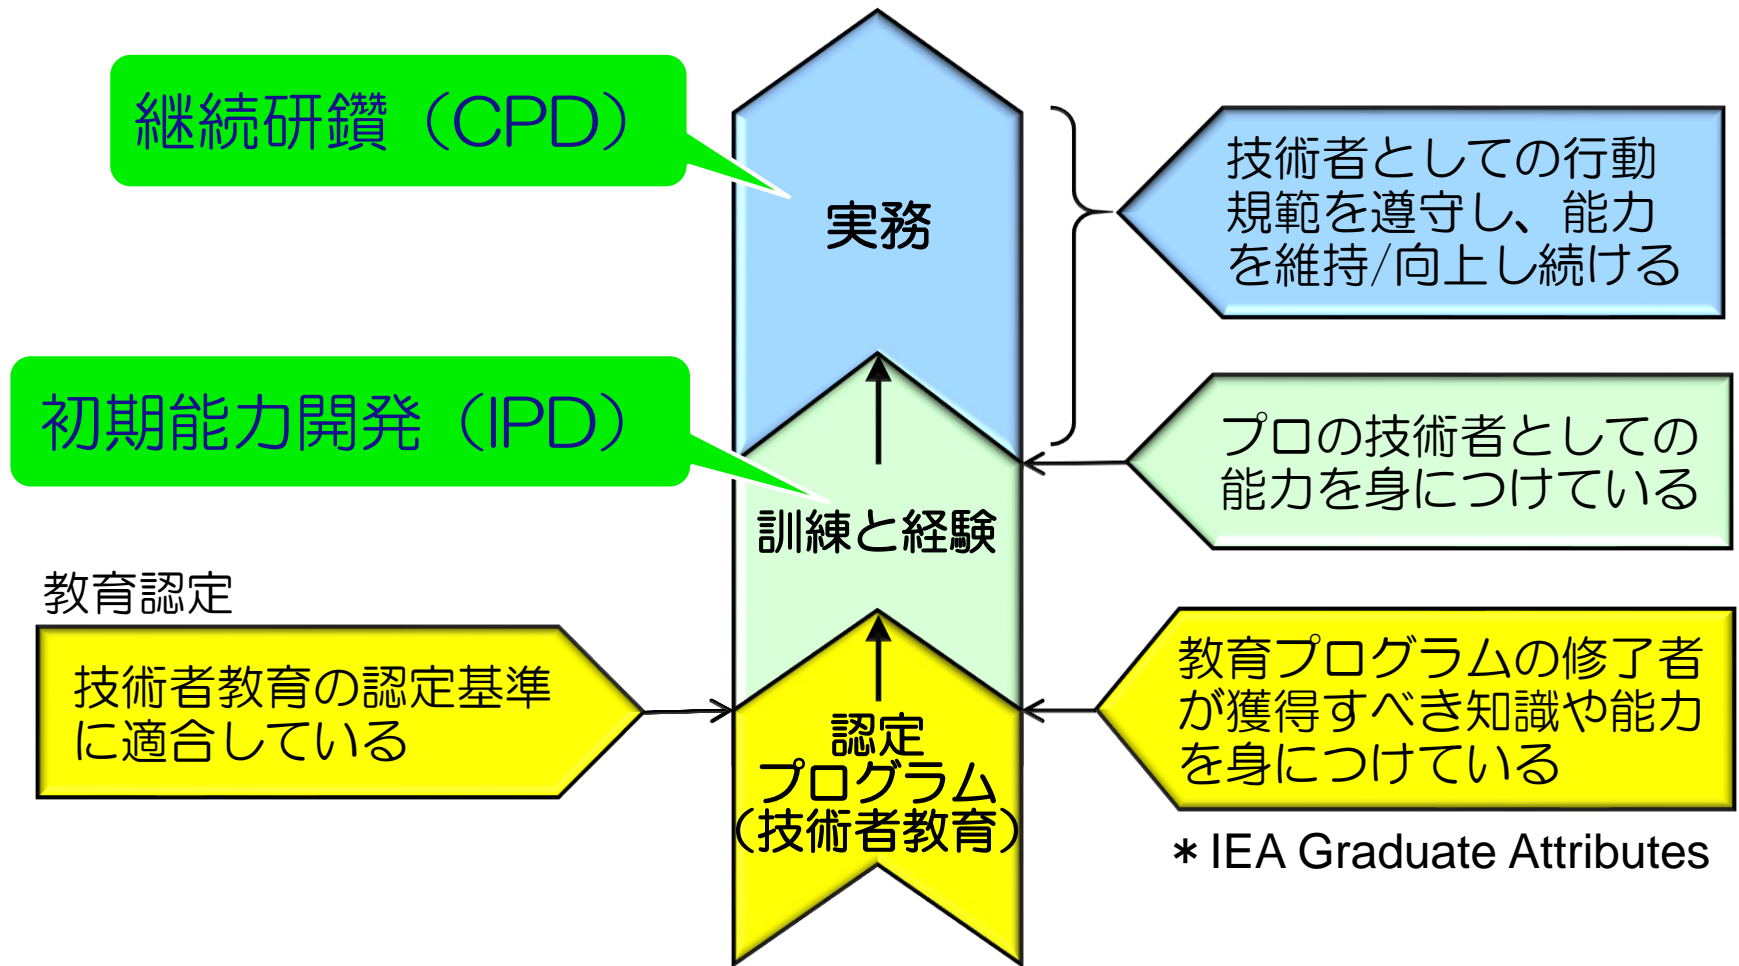 継続研鑽（CPD）
実務
技術者としての行動
規範を遵守し、能力
を維持/向上し続ける
初期能力開発（IPD）
訓練と経験
プロの技術者としての
能力を身につけている
教育認定
技術者教育の認定基準
に適合している
認定
プログラム
（技術者教育）
教育プログラムの修了者
が獲得すべき知識や能力
を身につけている
＊IEA Graduate Attributes